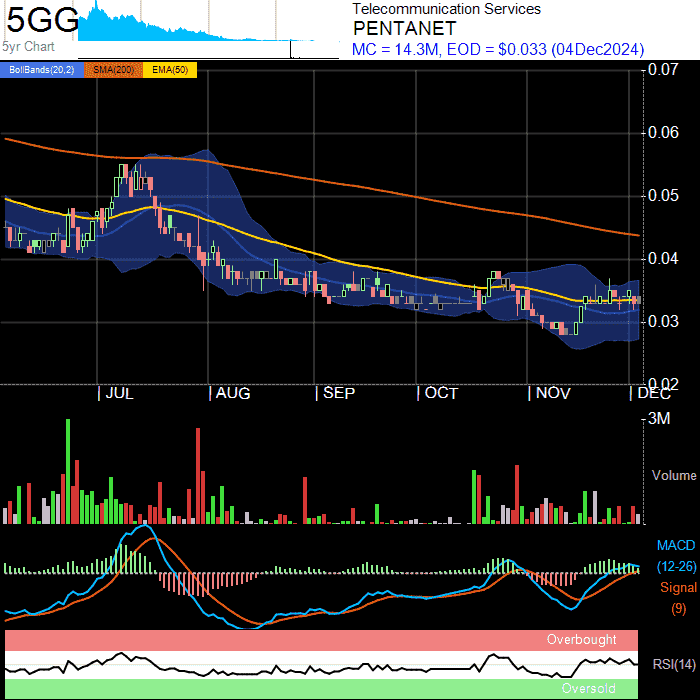 5GG
5yr Chart
Telecommunication Services
PENTANET
MC = 14.3M, EOD = $0.033 (04Dec2024)
BollBands(20,2) SMA(200) EMA(50)
0.07
0.06
0.05
0.04
0.03
0.02
| JUL | AUG | SEP | OCT | NOV | DEC
3M
Volume
MACD
(12-26)
Signal
(9)
Overbought
RSI(14)
Oversold